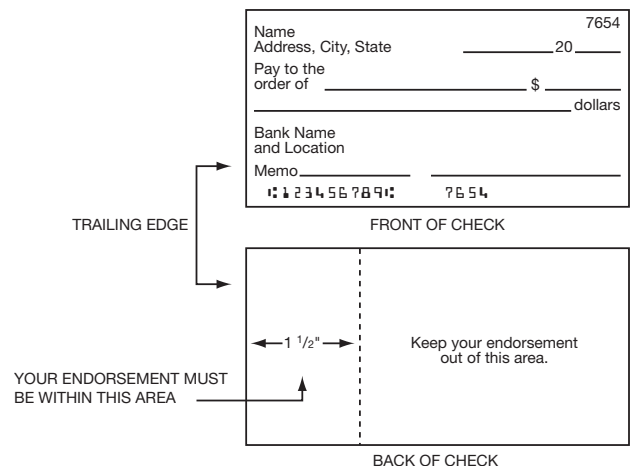 7654
Name
Address, City, State 20
Pay to the
order of $
dollars
Bank Name
and Location
Memo
⑆123456789⑆ 7654
TRAILING EDGE
FRONT OF CHECK
1 1/2"
Keep your endorsement
out of this area.
YOUR ENDORSEMENT MUST
BE WITHIN THIS AREA
BACK OF CHECK